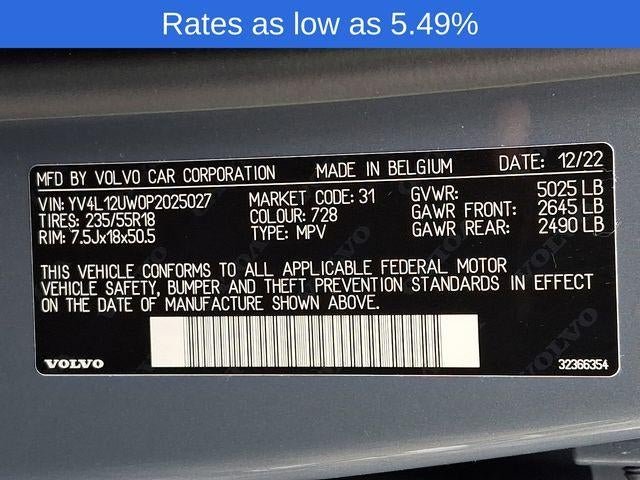 Rates as low as 5.49%
MFD BY VOLVO CAR CORPORATION MADE IN BELGIUM DATE: 12/22
VIN: YV4L12UW0P2025027 MARKET CODE: 31 GVWR: 5025 LB
TIRES: 235/55R18 COLOUR: 728 GAWR FRONT: 2645 LB
RIM: 7.5Jx18x50.5 TYPE: MPV GAWR REAR: 2490 LB
THIS VEHICLE CONFORMS TO ALL APPLICABLE FEDERAL MOTOR
VEHICLE SAFETY, BUMPER AND THEFT PREVENTION STANDARDS IN EFFECT
ON THE DATE OF MANUFACTURE SHOWN ABOVE.
VOLVO 32366354